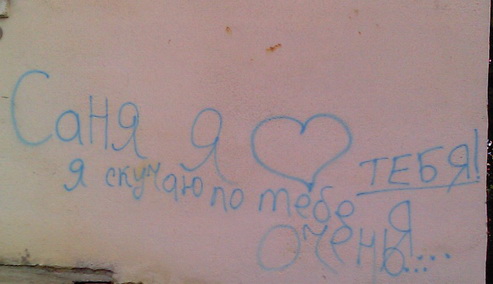 Саня я ♡ ТЕБЯ!
я скучаю по тебе я
очень....